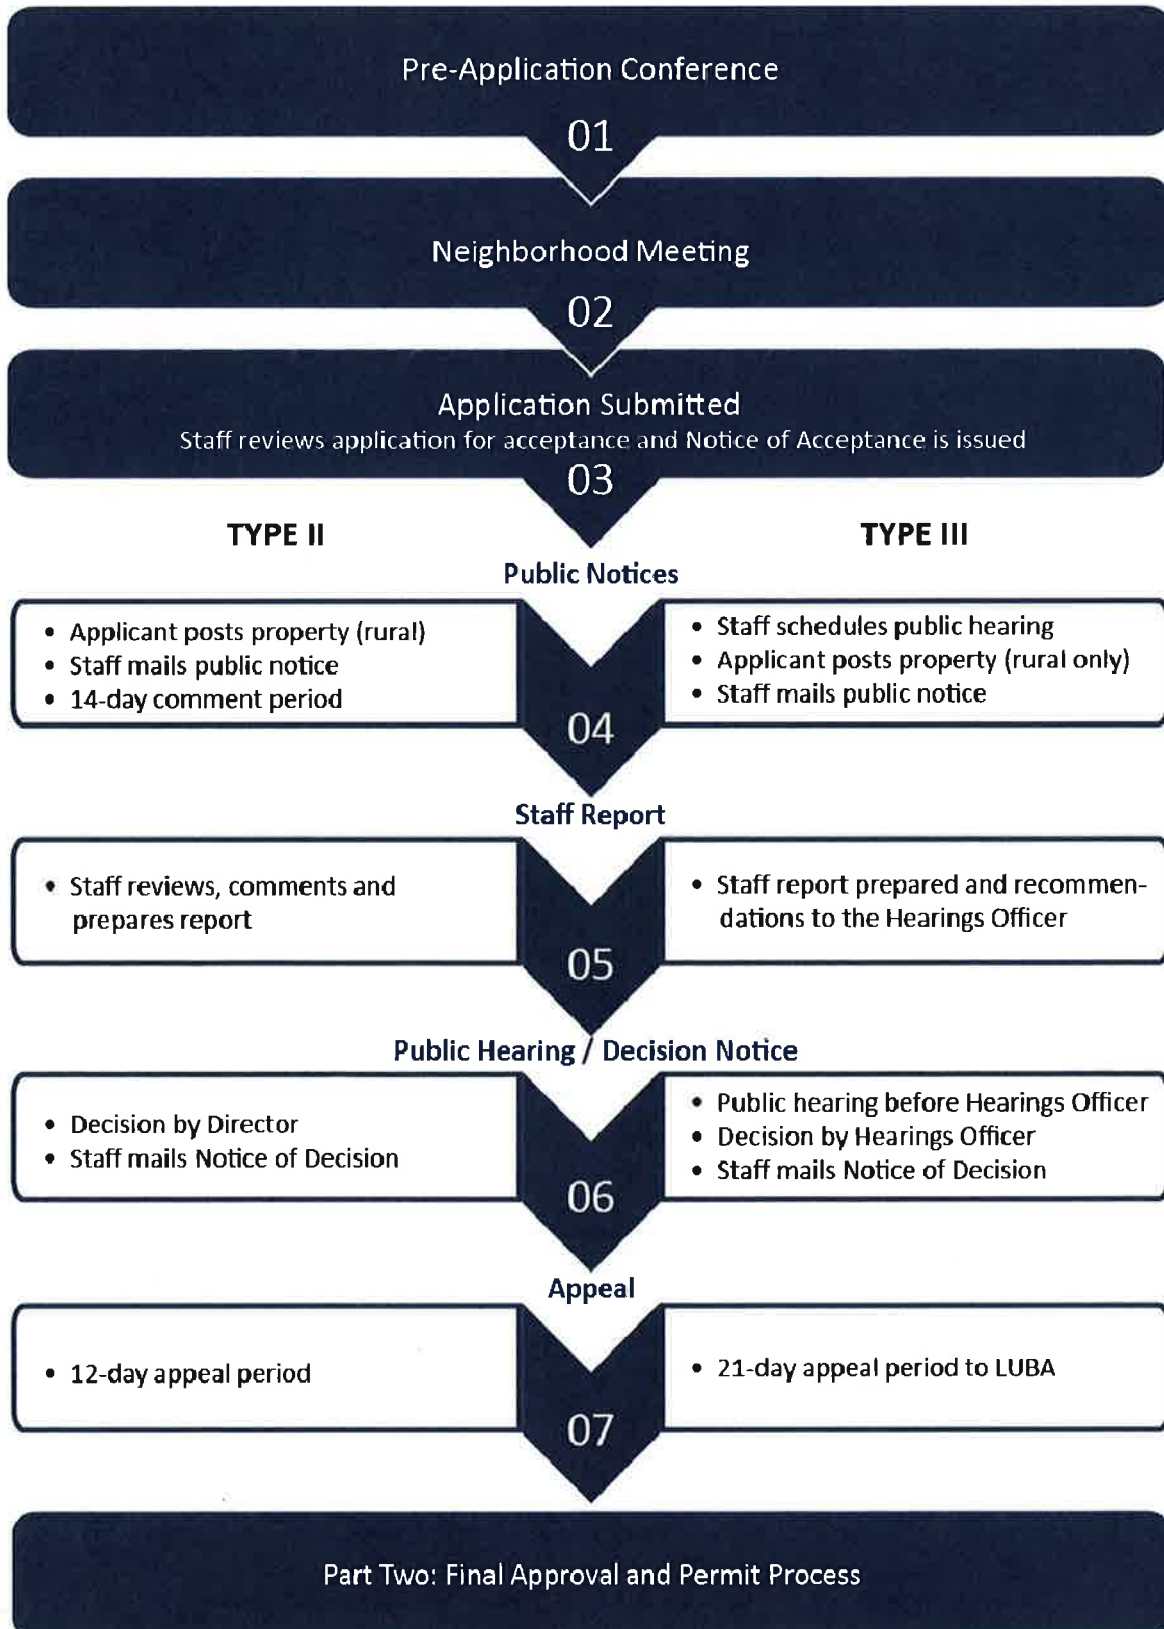 Pre-Application Conference
01
Neighborhood Meeting
02
Application Submitted
Staff reviews application for acceptance and Notice of Acceptance is issued
03
TYPE II
TYPE III
Public Notices
• Applicant posts property (rural)
• Staff mails public notice
• 14-day comment period
04
• Staff schedules public hearing
• Applicant posts property (rural only)
• Staff mails public notice
Staff Report
• Staff reviews, comments and
prepares report
05
• Staff report prepared and recommen-
dations to the Hearings Officer
Public Hearing / Decision Notice
• Decision by Director
• Staff mails Notice of Decision
06
• Public hearing before Hearings Officer
• Decision by Hearings Officer
• Staff mails Notice of Decision
Appeal
• 12-day appeal period
07
• 21-day appeal period to LUBA
Part Two: Final Approval and Permit Process